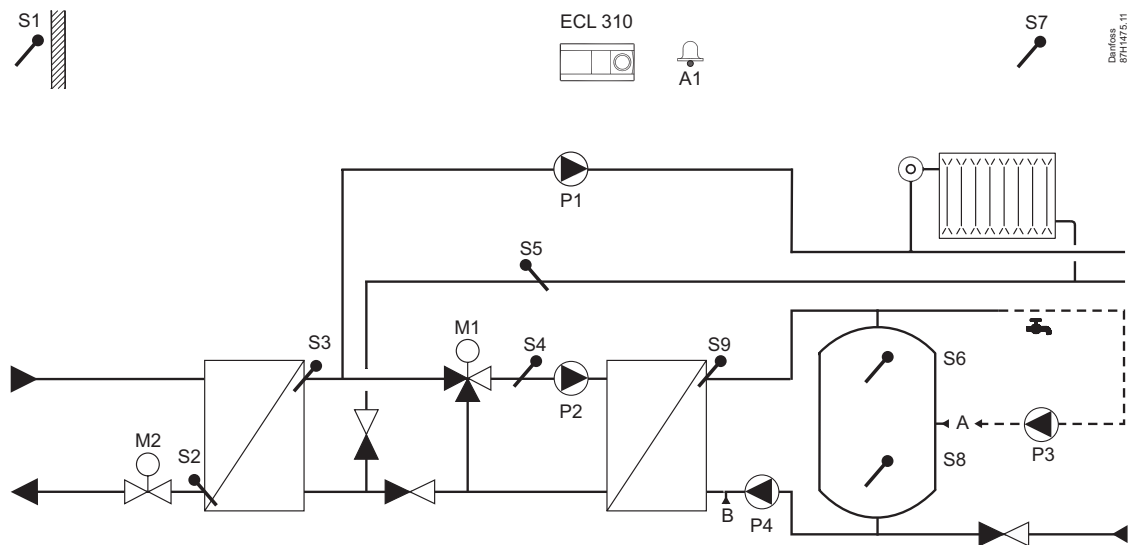 S1
ECL 310
A1
S7
Danfoss
87H1475.11
P1
S5
M1
S3
S4
S9
S6
P2
A
P3
M2
S2
S8
B
P4